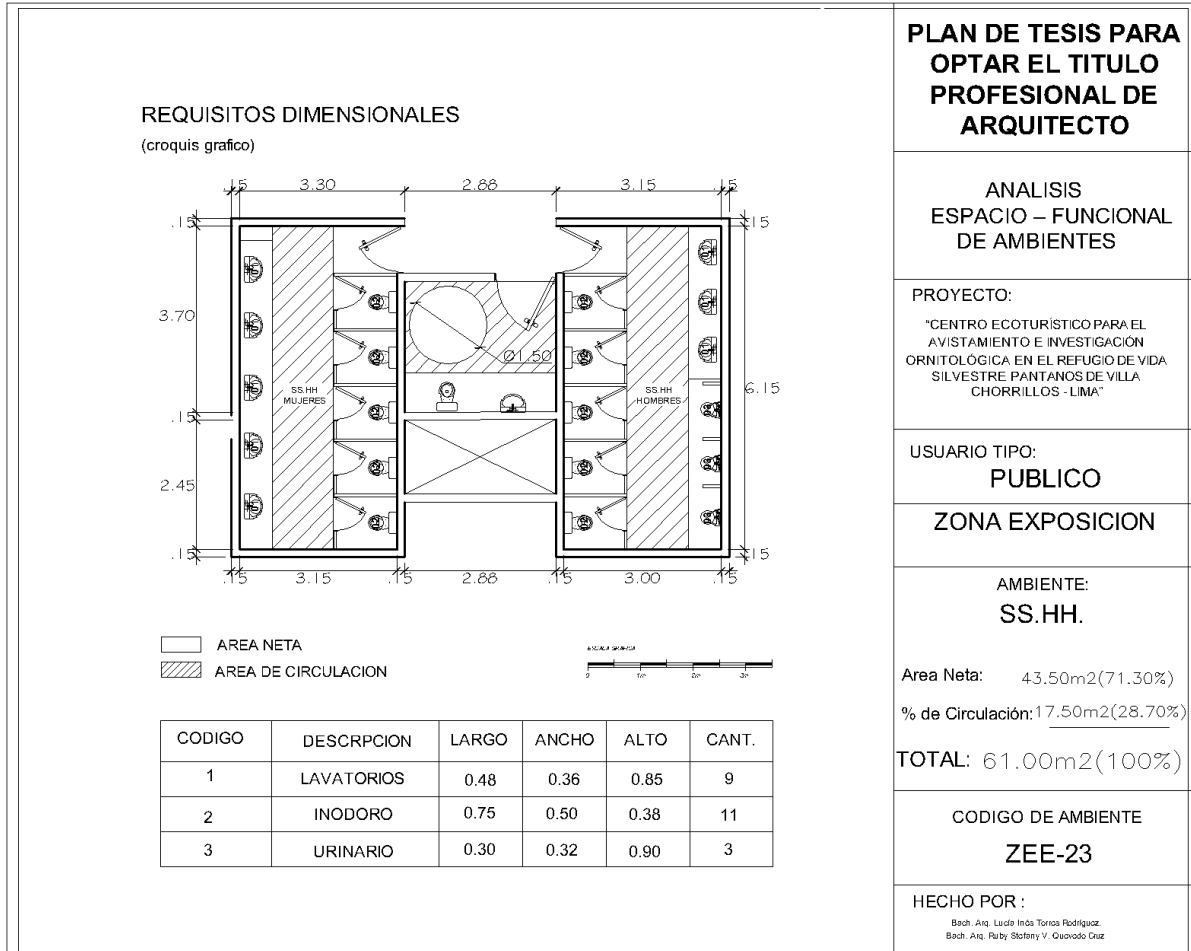 REQUISITOS DIMENSIONALES
(croquis grafico)
.15
3.30
2.88
3.15
.15
.15
.15
3.70
Ø1.50
SS.HH
MUJERES
SS.HH
HOMBRES
6.15
.15
2.45
.15
.15
.15
3.15
.15
2.88
.15
3.00
.15
AREA NETA
AREA DE CIRCULACION
ESCALA GRAFICA
0 1m 2m 3m
CODIGO DESCRPCION LARGO ANCHO ALTO CANT.
1 LAVATORIOS 0.48 0.36 0.85 9
2 INODORO 0.75 0.50 0.38 11
3 URINARIO 0.30 0.32 0.90 3
PLAN DE TESIS PARA
OPTAR EL TITULO
PROFESIONAL DE
ARQUITECTO
ANALISIS
ESPACIO – FUNCIONAL
DE AMBIENTES
PROYECTO:
"CENTRO ECOTURÍSTICO PARA EL
AVISTAMIENTO E INVESTIGACIÓN
ORNITOLÓGICA EN EL REFUGIO DE VIDA
SILVESTRE PANTANOS DE VILLA
CHORRILLOS - LIMA"
USUARIO TIPO:
PUBLICO
ZONA EXPOSICION
AMBIENTE:
SS.HH.
Area Neta: 43.50m2(71.30%)
% de Circulación: 17.50m2(28.70%)
TOTAL: 61.00m2(100%)
CODIGO DE AMBIENTE
ZEE-23
HECHO POR :
Bach. Arq. Lucía Inés Torres Rodríguez.
Bach. Arq. Ruby Stefany V. Quevedo Cruz